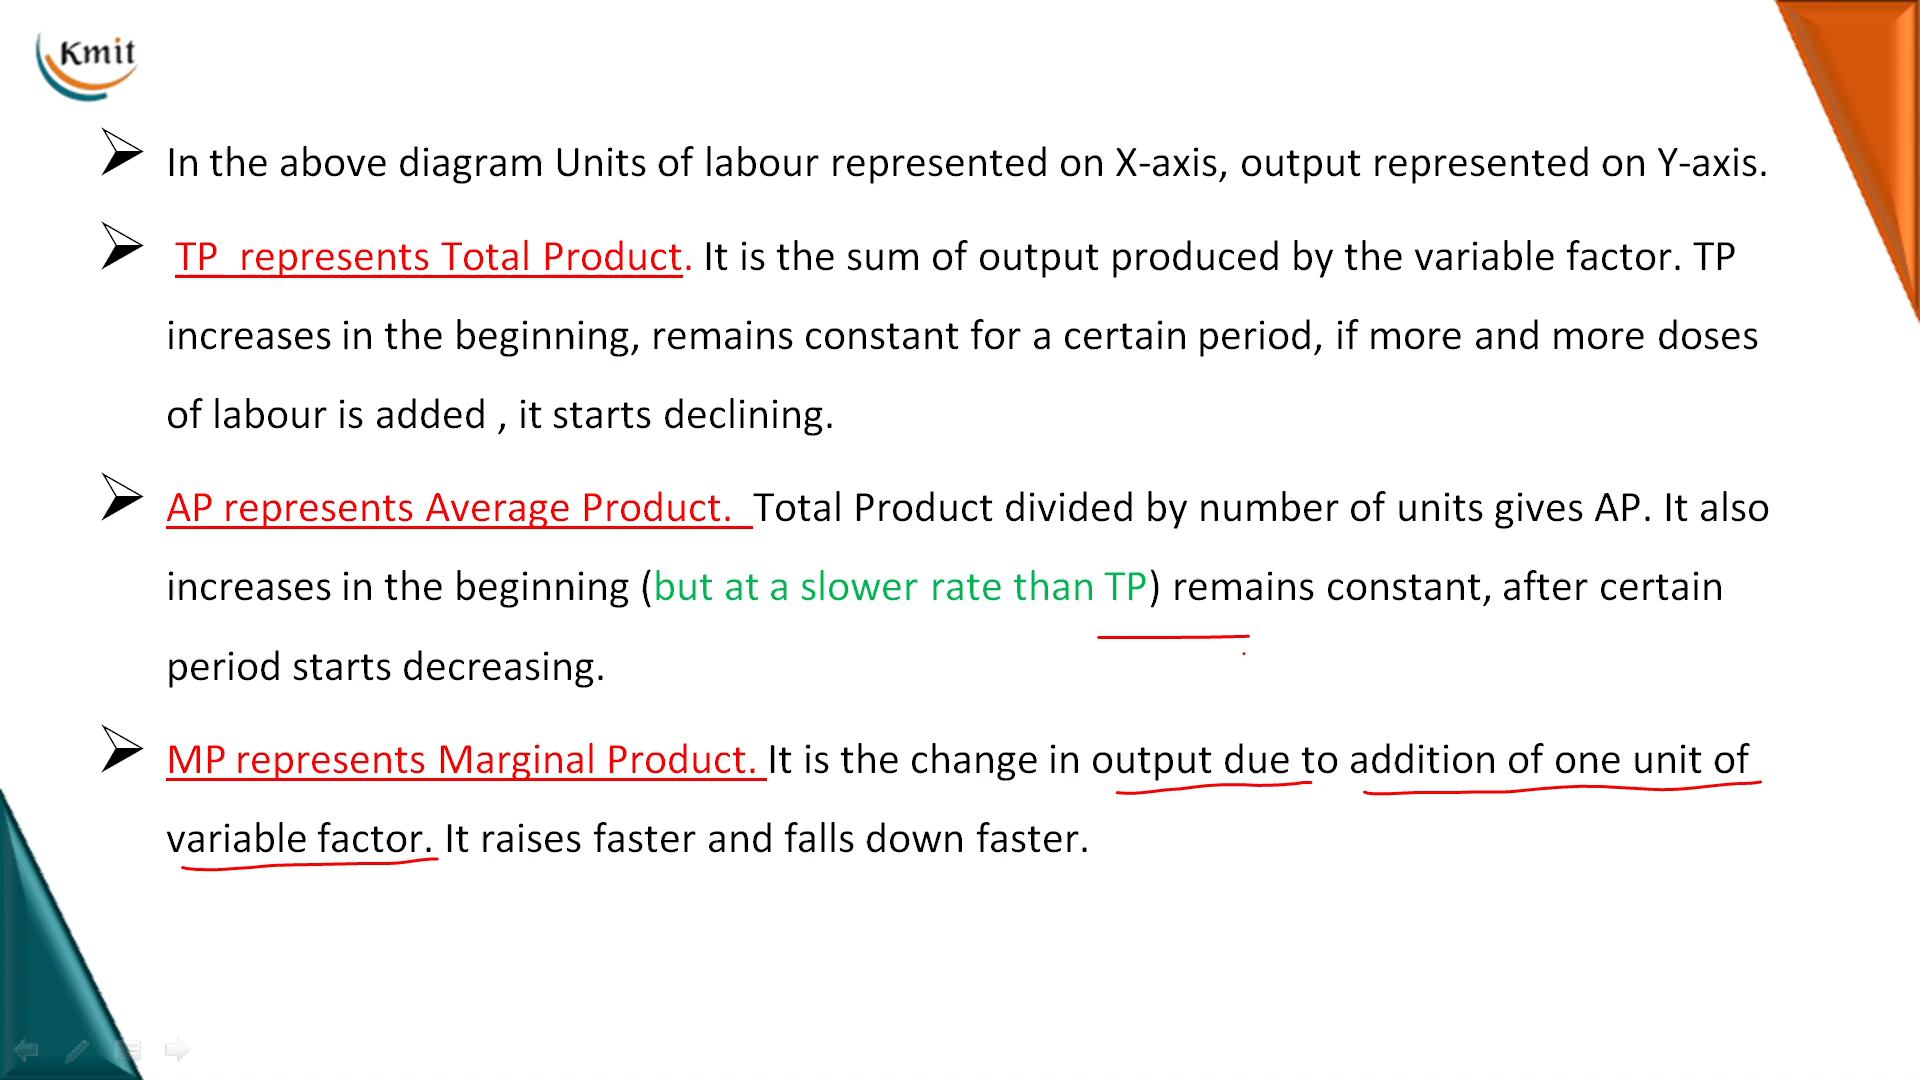 Kmit
In the above diagram Units of labour represented on X-axis, output represented on Y-axis.
TP represents Total Product. It is the sum of output produced by the variable factor. TP
increases in the beginning, remains constant for a certain period, if more and more doses
of labour is added , it starts declining.
AP represents Average Product. Total Product divided by number of units gives AP. It also
increases in the beginning (but at a slower rate than TP) remains constant, after certain
period starts decreasing.
MP represents Marginal Product. It is the change in output due to addition of one unit of
variable factor. It raises faster and falls down faster.